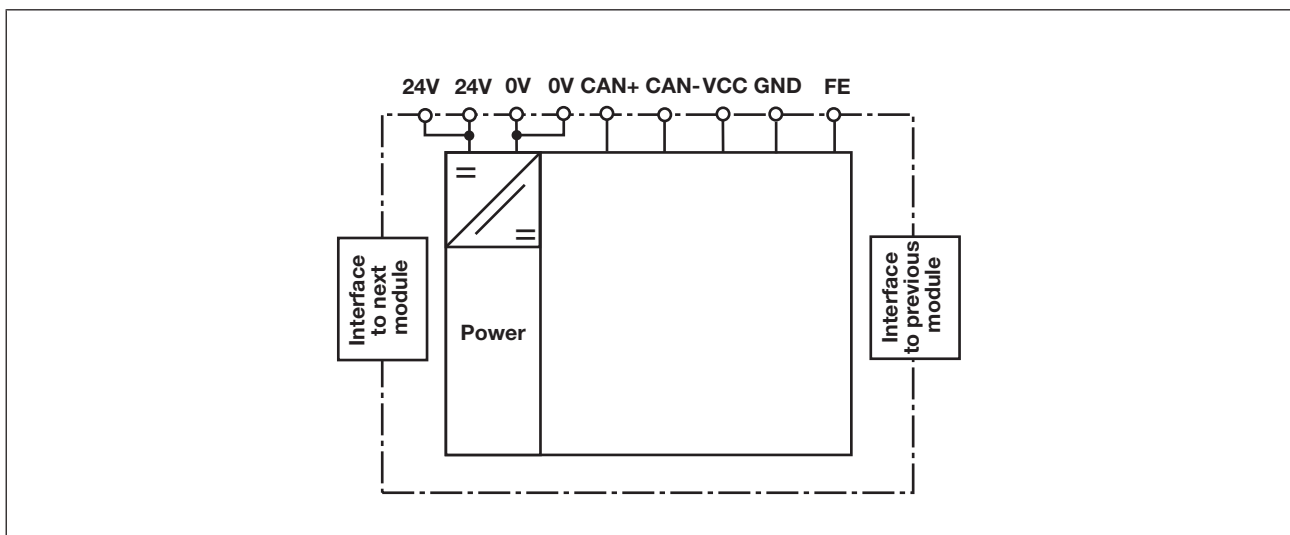 24V 24V 0V 0V CAN+ CAN- VCC GND FE
Interface
to next
module
Power
Interface
to previous
module